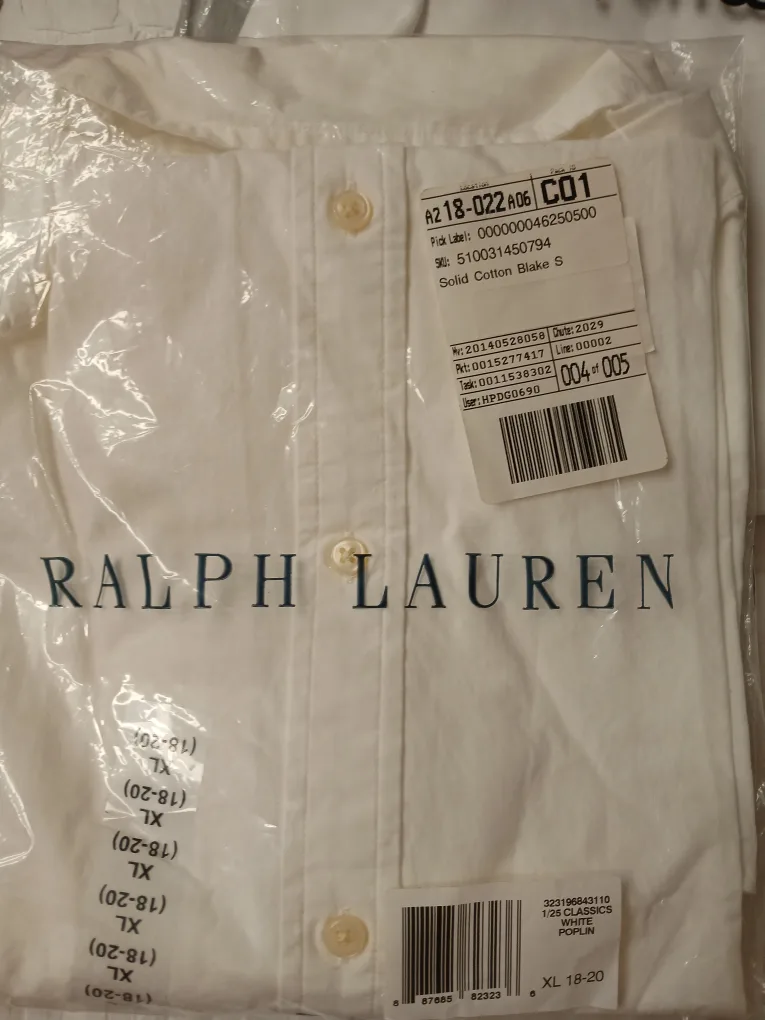 A2 18-022 A06 C01
Pick Label: 000000046250500
SKU: 510031450794
Solid Cotton Blake S
Wv: 20140528058 Chute: 2029
Pkt: 0015277417 Line: 00002
Task: 0011538302 004 of 005
User: HPDG0690
RALPH LAUREN
(18-20)
XL
(18-20)
XL
(18-20)
XL
(18-20)
XL
(18-20)
XL
(18-20)
323196843110
1/25 CLASSICS
WHITE
POPLIN
XL 18-20
8 87685 82323 6